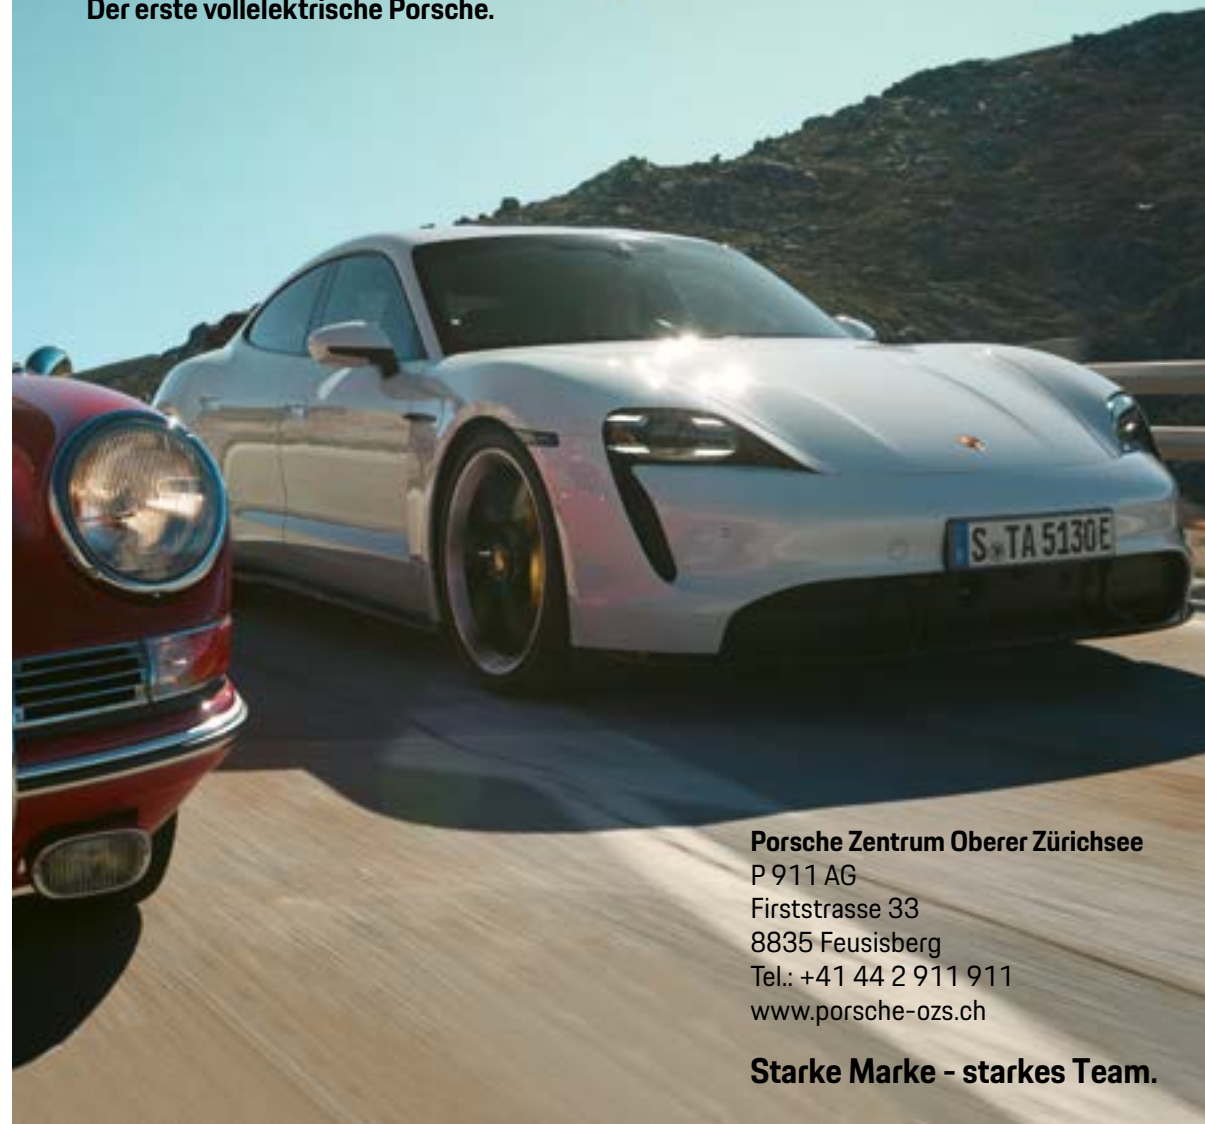 Der erste vollelektrische Porsche.
S TA 5130E
Porsche Zentrum Oberer Zürichsee
P 911 AG
Firststrasse 33
8835 Feusisberg
Tel.: +41 44 2 911 911
www.porsche-ozs.ch
Starke Marke - starkes Team.